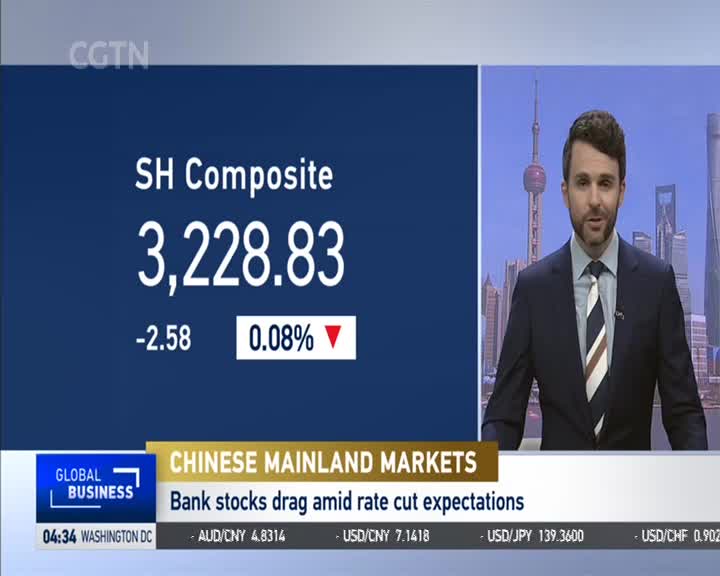 CGTN
SH Composite
3,228.83
-2.58 0.08%
CHINESE MAINLAND MARKETS
Bank stocks drag amid rate cut expectations
GLOBAL
BUSINESS
04:34 WASHINGTON DC
- AUD/CNY 4.8314 - USD/CNY 7.1418 - USD/JPY 139.3600 - USD/CHF 0.902